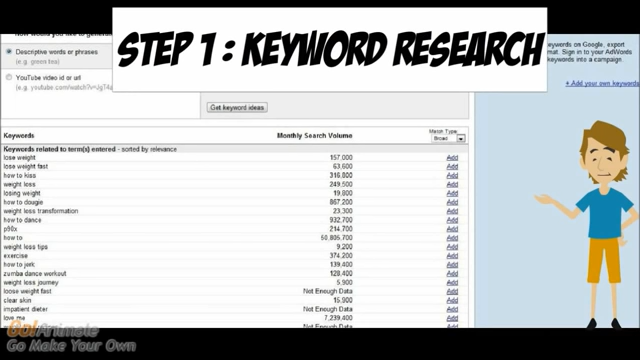 STEP 1 : KEYWORD RESEARCH
Descriptive words or phrases
(e.g. green tea)
YouTube video id or url
Get keyword ideas
keywords on Google, export
mat. Sign in to your AdWords
keywords into a campaign.
+ Add your own keywords
Keywords
Monthly Search Volume
Match Type:
Broad
Keywords related to term(s) entered - sorted by relevance
lose weight 157,000 Add
lose weight fast 63,600 Add
how to kiss 316,800 Add
weight loss 249,500 Add
losing weight 19,800 Add
how to dougie 867,200 Add
weight loss transformation 23,300 Add
how to dance 932,700 Add
p90x 214,700 Add
how to 50,805,700 Add
weight loss tips 9,200 Add
exercise 374,200 Add
how to jerk 139,400 Add
zumba dance workout 128,400 Add
weight loss journey 5,900 Add
loose weight fast Not Enough Data Add
clear skin 15,900 Add
impatient dieter Not Enough Data Add
love me 7,239,400 Add
Not Enough Data
Go!Animate
Go Make Your Own